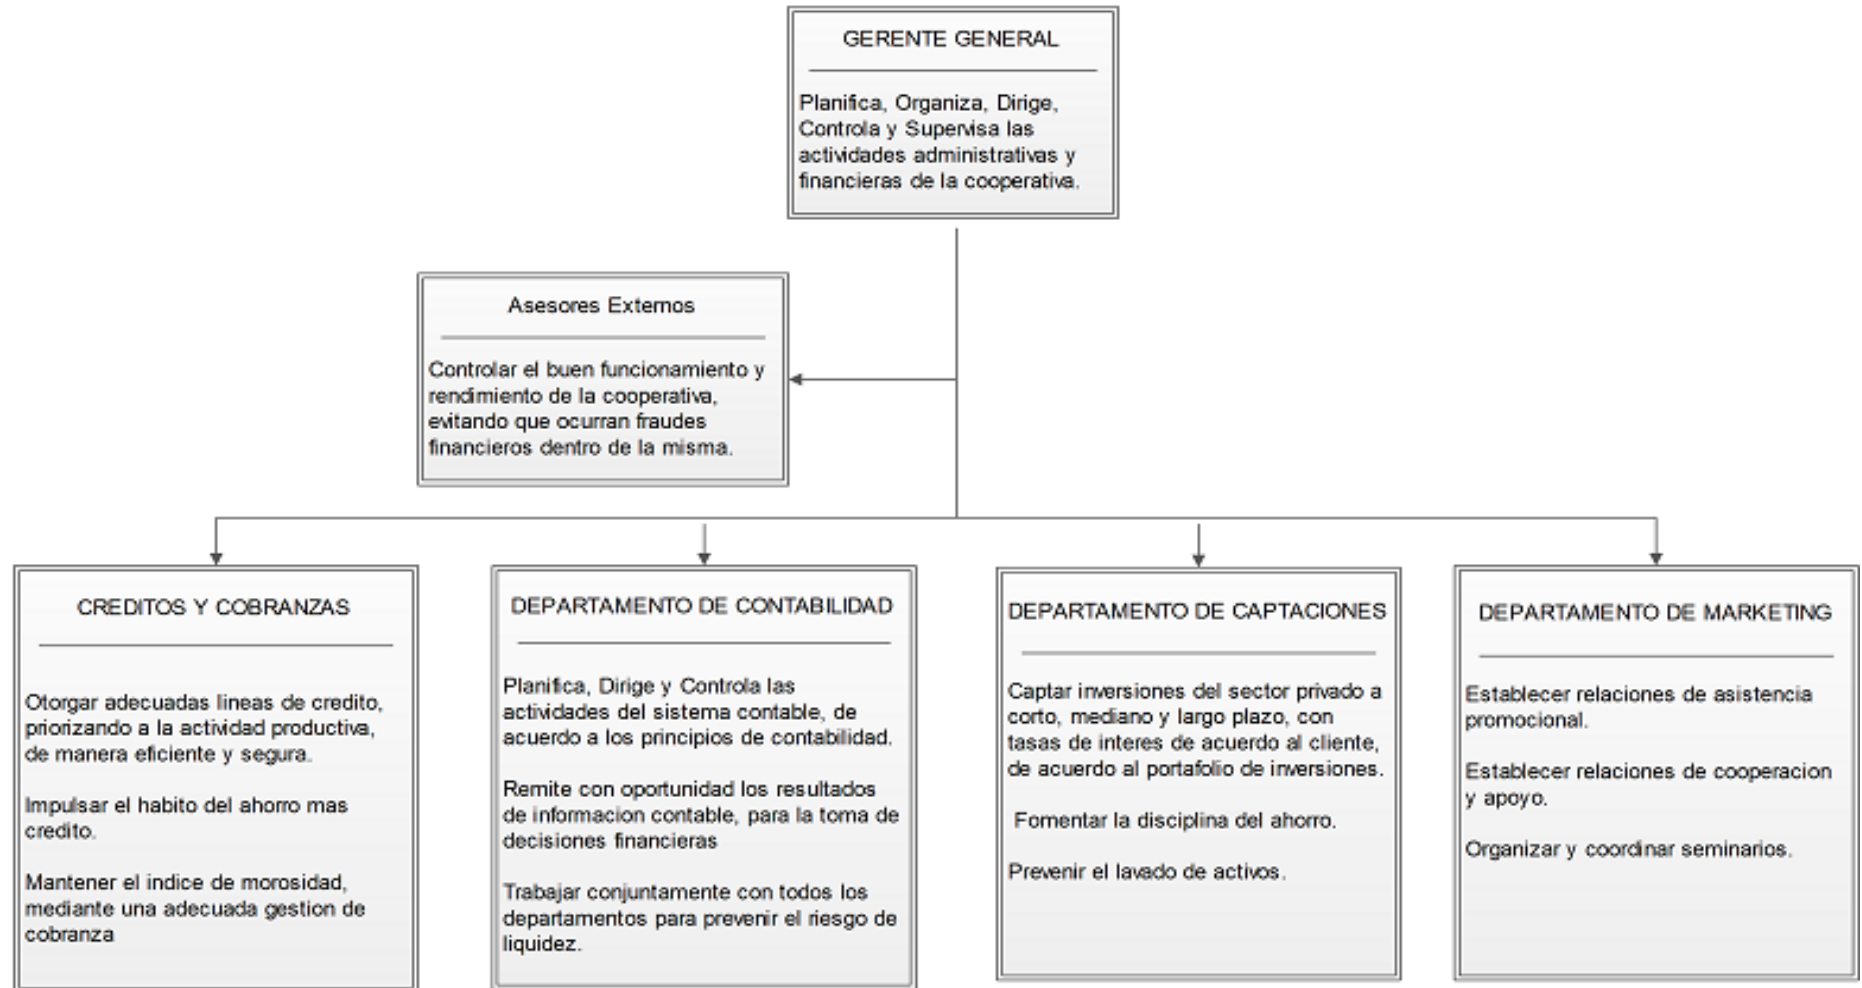 GERENTE GENERAL
Planifica, Organiza, Dirige,
Controla y Supervisa las
actividades administrativas y
financieras de la cooperativa.
Asesores Externos
Controlar el buen funcionamiento y
rendimiento de la cooperativa,
evitando que ocurran fraudes
financieros dentro de la misma.
CREDITOS Y COBRANZAS
Otorgar adecuadas lineas de credito,
priorizando a la actividad productiva,
de manera eficiente y segura.
Impulsar el habito del ahorro mas
credito.
Mantener el indice de morosidad,
mediante una adecuada gestion de
cobranza
DEPARTAMENTO DE CONTABILIDAD
Planifica, Dirige y Controla las
actividades del sistema contable, de
acuerdo a los principios de contabilidad.
Remite con oportunidad los resultados
de informacion contable, para la toma de
decisiones financieras
Trabajar conjuntamente con todos los
departamentos para prevenir el riesgo de
liquidez.
DEPARTAMENTO DE CAPTACIONES
Captar inversiones del sector privado a
corto, mediano y largo plazo, con
tasas de interes de acuerdo al cliente,
de acuerdo al portafolio de inversiones.
Fomentar la disciplina del ahorro.
Prevenir el lavado de activos.
DEPARTAMENTO DE MARKETING
Establecer relaciones de asistencia
promocional.
Establecer relaciones de cooperacion
y apoyo.
Organizar y coordinar seminarios.